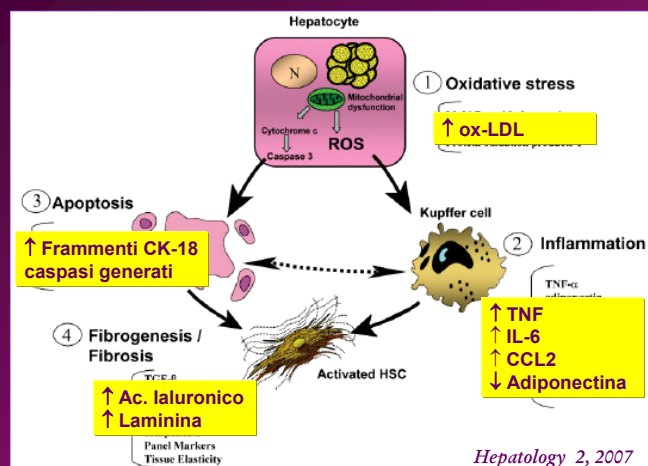 Hepatocyte
N
Mitochondrial
dysfunction
Cytochrome c
ROS
Caspase 3
1 Oxidative stress
↑ ox-LDL
3 Apoptosis
↑ Frammenti CK-18
caspasi generati
Kupffer cell
2 Inflammation
TNF-α
adiponectin
↑ TNF
↑ IL-6
↑ CCL2
↓ Adiponectina
4 Fibrogenesis /
Fibrosis
TGF-β
↑ Ac. Ialuronico
↑ Laminina
Panel Markers
Tissue Elasticity
Activated HSC
Hepatology 2, 2007